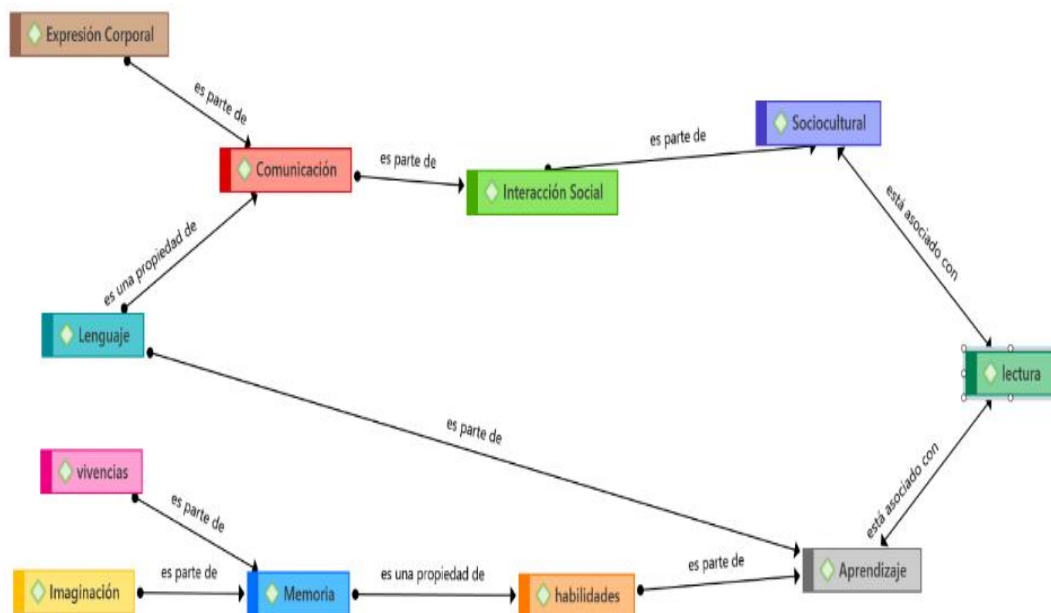 Expresión Corporal
es parte de
Comunicación
es parte de
Interacción Social
es parte de
Sociocultural
está asociado con
es una propiedad de
Lenguaje
es parte de
lectura
está asociado con
vivencias
es parte de
Imaginación
es parte de
Memoria
es una propiedad de
habilidades
es parte de
Aprendizaje